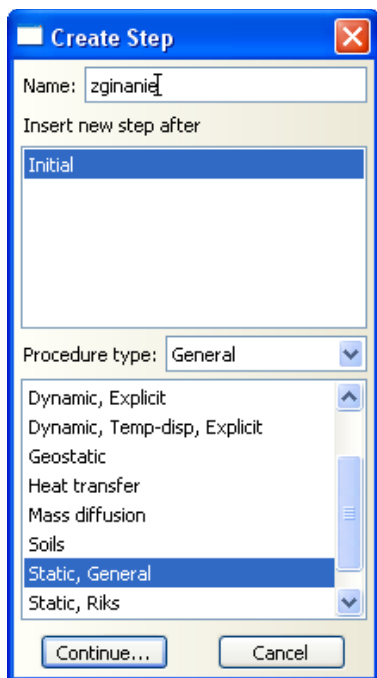 Create Step
Name: zginanie
Insert new step after
Initial
Procedure type: General
Dynamic, Explicit
Dynamic, Temp-disp, Explicit
Geostatic
Heat transfer
Mass diffusion
Soils
Static, General
Static, Riks
Continue... Cancel